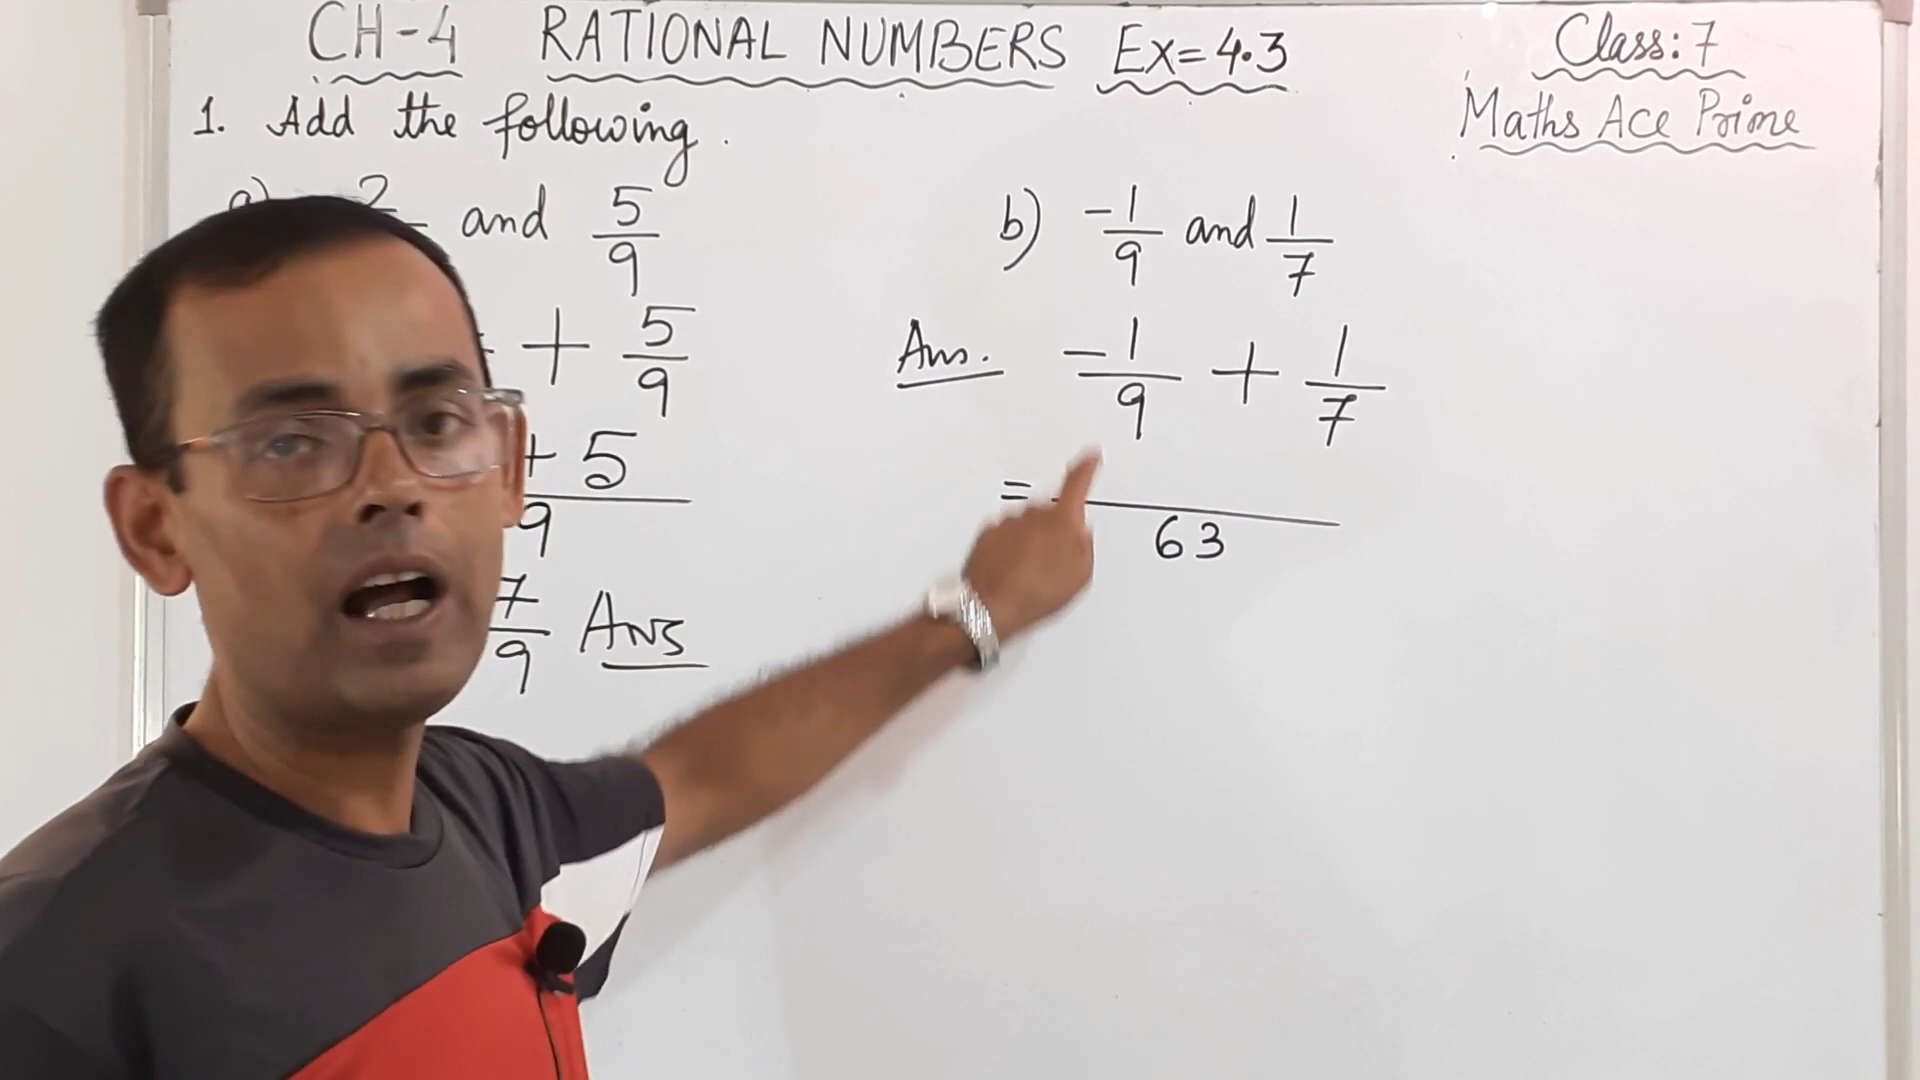 CH-4 RATIONAL NUMBERS Ex=4.3
Class: 7
Maths Ace Prime
1. Add the following.
a) 2 and 5/9
+ 5/9
+ 5
9
7/9 Ans
b) -1/9 and 1/7
Ans. -1/9 + 1/7
=
63